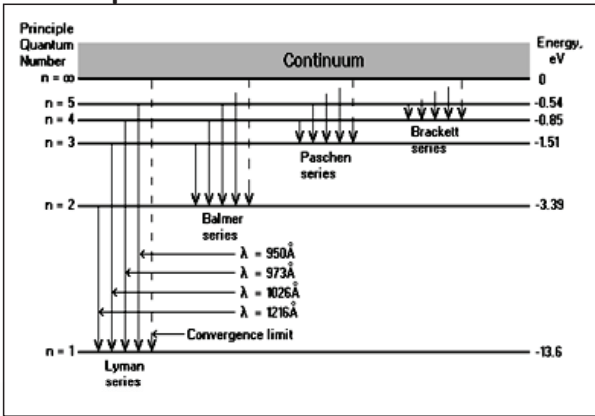 Principle
Quantum
Number
Continuum
Energy,
eV
n = ∞
0
n = 5
-0.54
n = 4
-0.85
n = 3
-1.51
Brackett
series
Paschen
series
n = 2
-3.39
Balmer
series
λ = 950Å
λ = 973Å
λ = 1026Å
λ = 1216Å
Convergence limit
n = 1
-13.6
Lyman
series